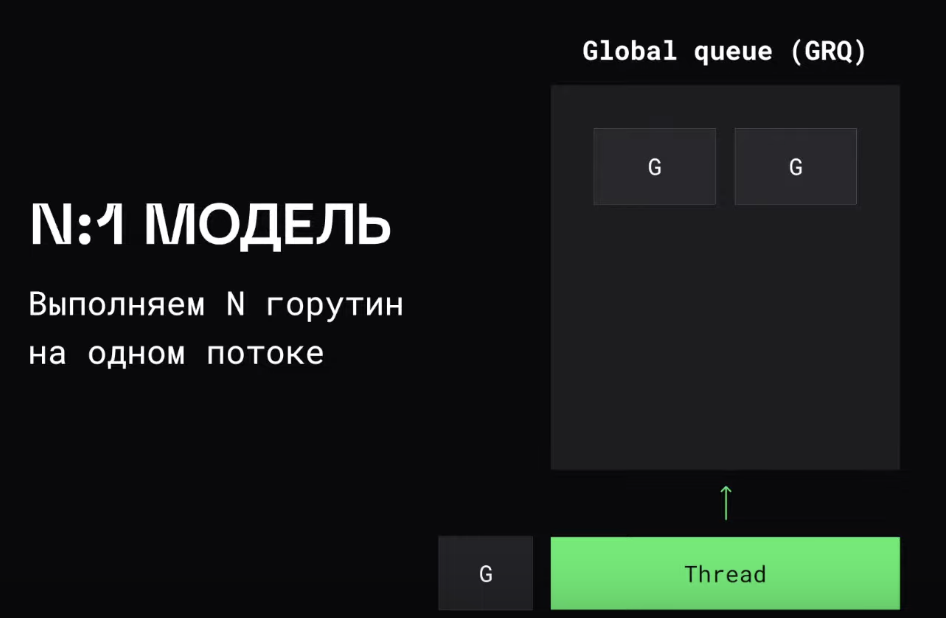 Global queue (GRQ)
G
G
N:1 МОДЕЛЬ
Выполняем N горутин
на одном потоке
G
Thread